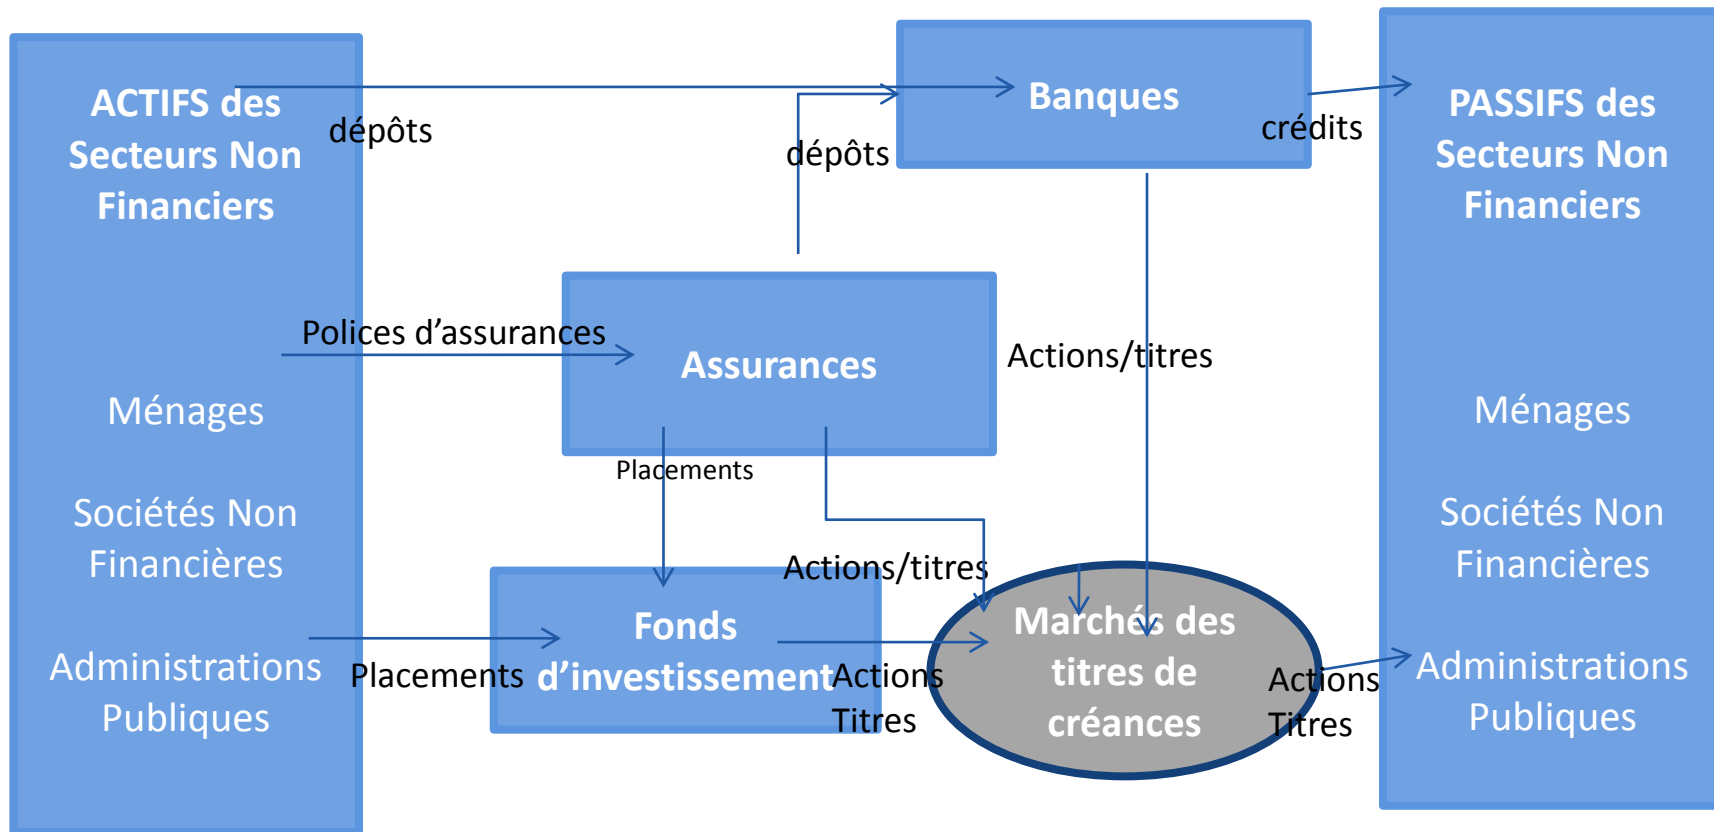 ACTIFS des
Secteurs Non
Financiers
Ménages
Sociétés Non
Financières
Administrations
Publiques
dépôts
dépôts
Banques
crédits
Polices d’assurances
Assurances
Actions/titres
Placements
Actions/titres
Placements
Fonds
d’investissement
Actions
Titres
Marchés des
titres de
créances
Actions
Titres
PASSIFS des
Secteurs Non
Financiers
Ménages
Sociétés Non
Financières
Administrations
Publiques